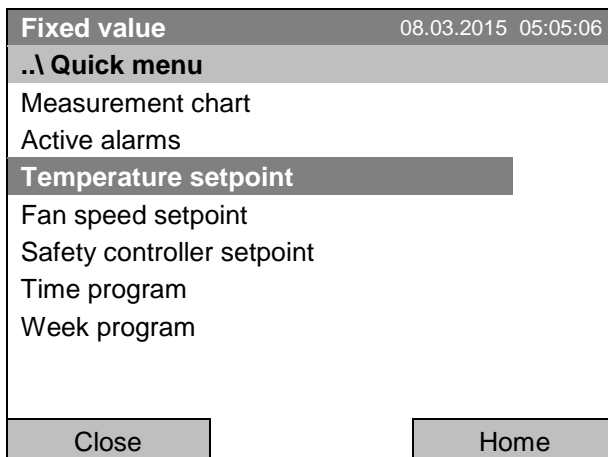 Fixed value 08.03.2015 05:05:06
..\ Quick menu
Measurement chart
Active alarms
Temperature setpoint
Fan speed setpoint
Safety controller setpoint
Time program
Week program
Close Home